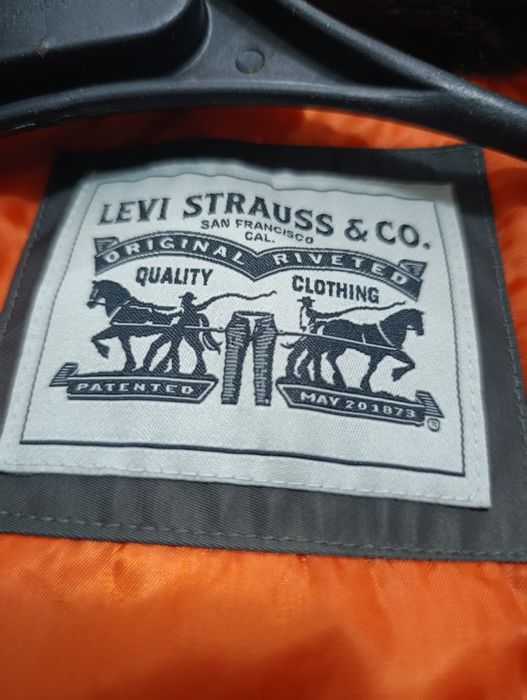 LEVI STRAUSS & CO.
SAN FRANCISCO
CAL.
ORIGINAL RIVETED
QUALITY CLOTHING
PATENTED MAY 20 1873
®